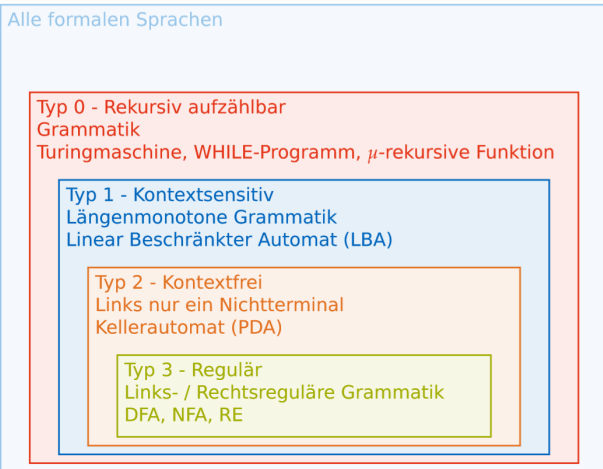 Alle formalen Sprachen
Typ 0 - Rekursiv aufzählbar
Grammatik
Turingmaschine, WHILE-Programm, μ-rekursive Funktion
Typ 1 - Kontextsensitiv
Längenmonotone Grammatik
Linear Beschränkter Automat (LBA)
Typ 2 - Kontextfrei
Links nur ein Nichtterminal
Kellerautomat (PDA)
Typ 3 - Regulär
Links- / Rechtsreguläre Grammatik
DFA, NFA, RE